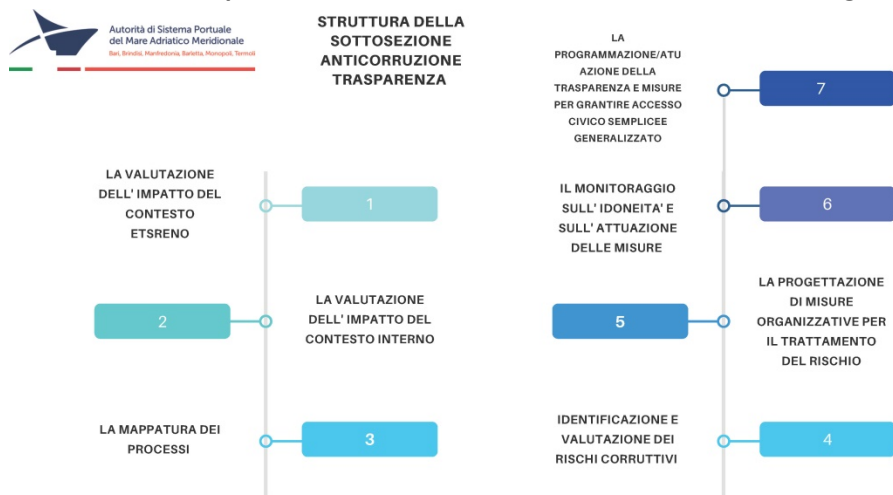 Autorità di Sistema Portuale
del Mare Adriatico Meridionale
Bari, Brindisi, Manfredonia, Barletta, Monopoli, Termoli
STRUTTURA DELLA
SOTTOSEZIONE
ANTICORRUZIONE
TRASPARENZA
LA VALUTAZIONE
DELL' IMPATTO DEL
CONTESTO
ETSRENO
1
2
LA VALUTAZIONE
DELL' IMPATTO DEL
CONTESTO INTERNO
LA MAPPATURA DEI
PROCESSI
3
LA
PROGRAMMAZIONE/ATU
AZIONE DELLA
TRASPARENZA E MISURE
PER GRANTIRE ACCESSO
CIVICO SEMPLICEE
GENERALIZZATO
7
IL MONITORAGGIO
SULL' IDONEITA' E
SULL' ATTUAZIONE
DELLE MISURE
6
5
LA PROGETTAZIONE
DI MISURE
ORGANIZZATIVE PER
IL TRATTAMENTO
DEL RISCHIO
IDENTIFICAZIONE E
VALUTAZIONE DEI
RISCHI CORRUTTIVI
4